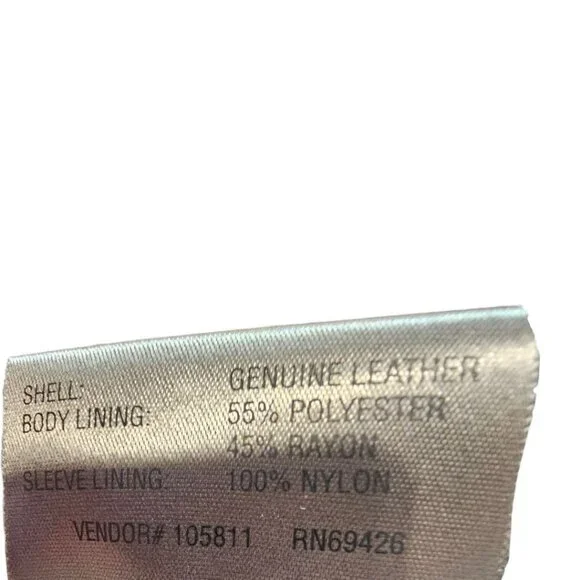 SHELL: GENUINE LEATHER
BODY LINING: 55% POLYESTER
45% RAYON
SLEEVE LINING: 100% NYLON
VENDOR# 105811 RN69426